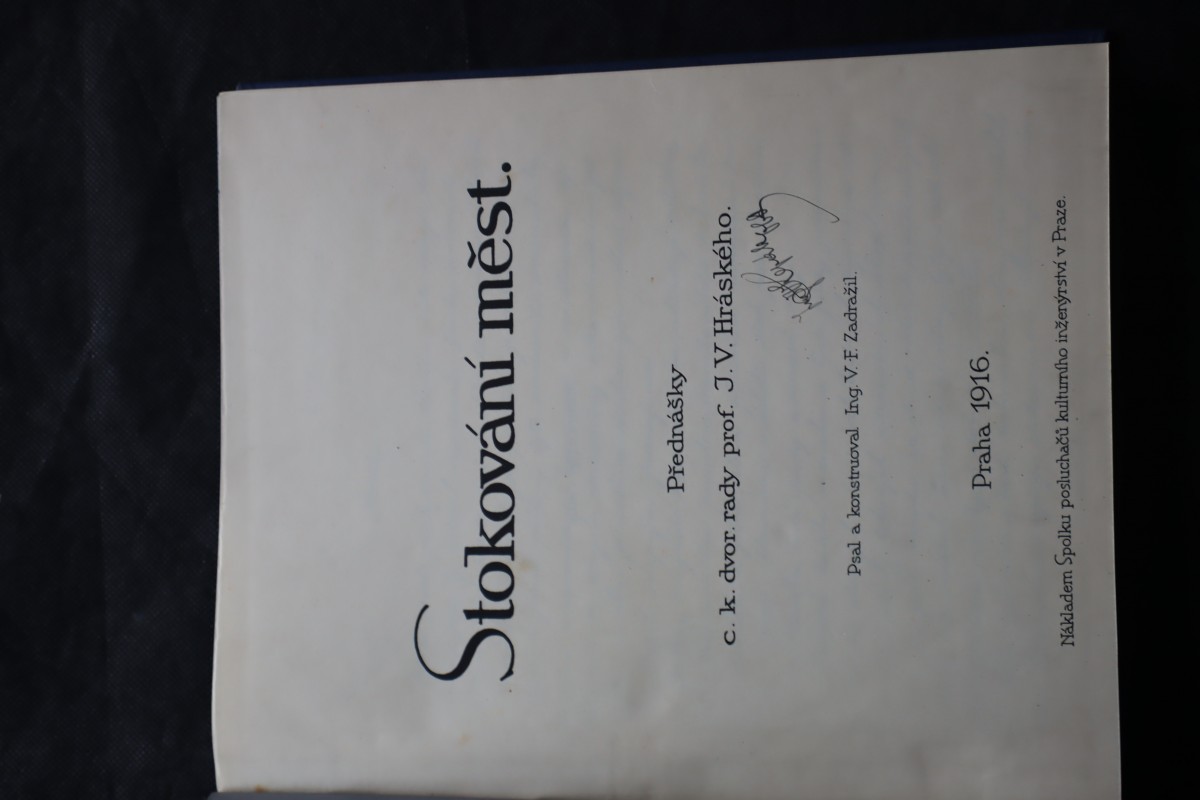 Stokování měst.
Přednášky
c. k. dvor. rady prof. J. V. Hráského.
Psal a konstruoval Ing. V. F. Zadražil.
Praha 1916.
Nákladem Spolku posluchačů kulturního inženýrství v Praze.